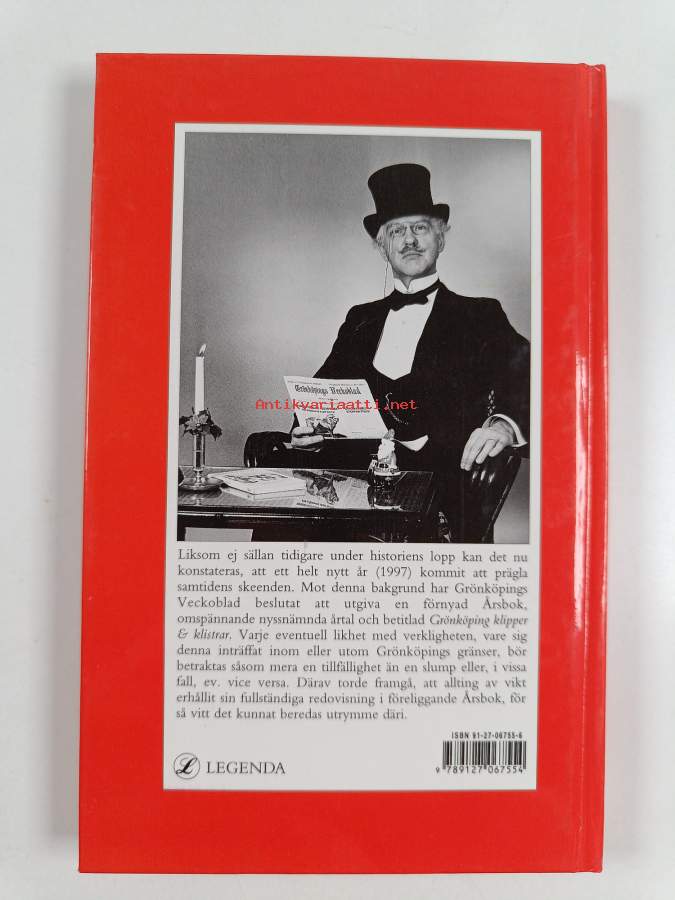 Grönköpings Veckoblad
Antikvariaatti.net
Liksom ej sällan tidigare under historiens lopp kan det nu
konstateras, att ett helt nytt år (1997) kommit att prägla
samtidens skeenden. Mot denna bakgrund har Grönköpings
Veckoblad beslutat att utgiva en förnyad Årsbok,
omspännande nyssnämnda årtal och betitlad Grönköping klipper
& klistrar. Varje eventuell likhet med verkligheten, vare sig
denna inträffat inom eller utom Grönköpings gränser, bör
betraktas såsom mera en tillfällighet än en slump eller, i vissa
fall, ev. vice versa. Därav torde framgå, att allting av vikt
erhållit sin fullständiga redovisning i föreliggande Årsbok, för
så vitt det kunnat beredas utrymme däri.
ISBN 91-27-06755-6
9 789127 067554
L LEGENDA